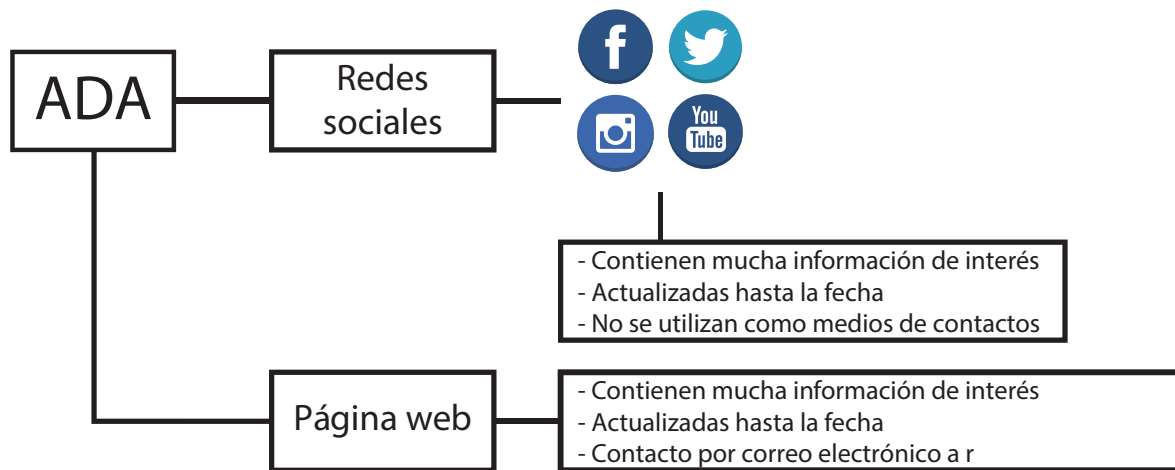 ADA
Redes
sociales
f
You
Tube
- Contienen mucha información de interés
- Actualizadas hasta la fecha
- No se utilizan como medios de contactos
Página web
- Contienen mucha información de interés
- Actualizadas hasta la fecha
- Contacto por correo electrónico a r